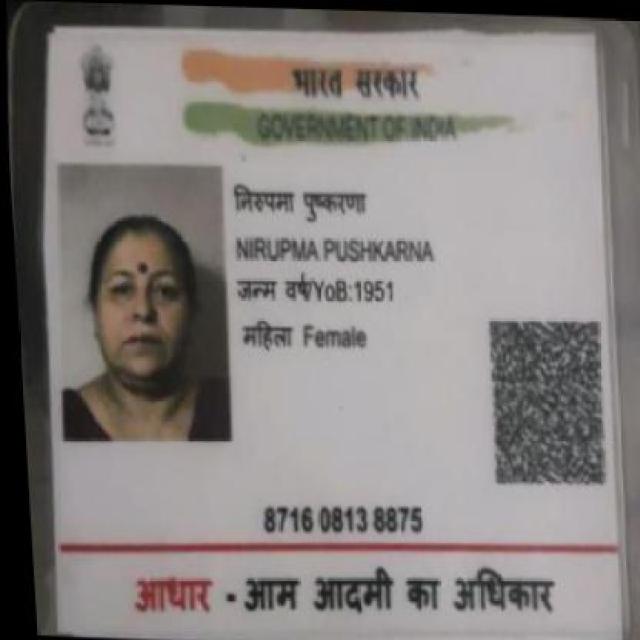 भारत सरकार
GOVERNMENT OF INDIA
निरुपमा पुष्करणा
NIRUPMA PUSHKARNA
जन्म वर्ष/YoB:1951
महिला Female
8716 0813 8875
आधार - आम आदमी का अधिकार